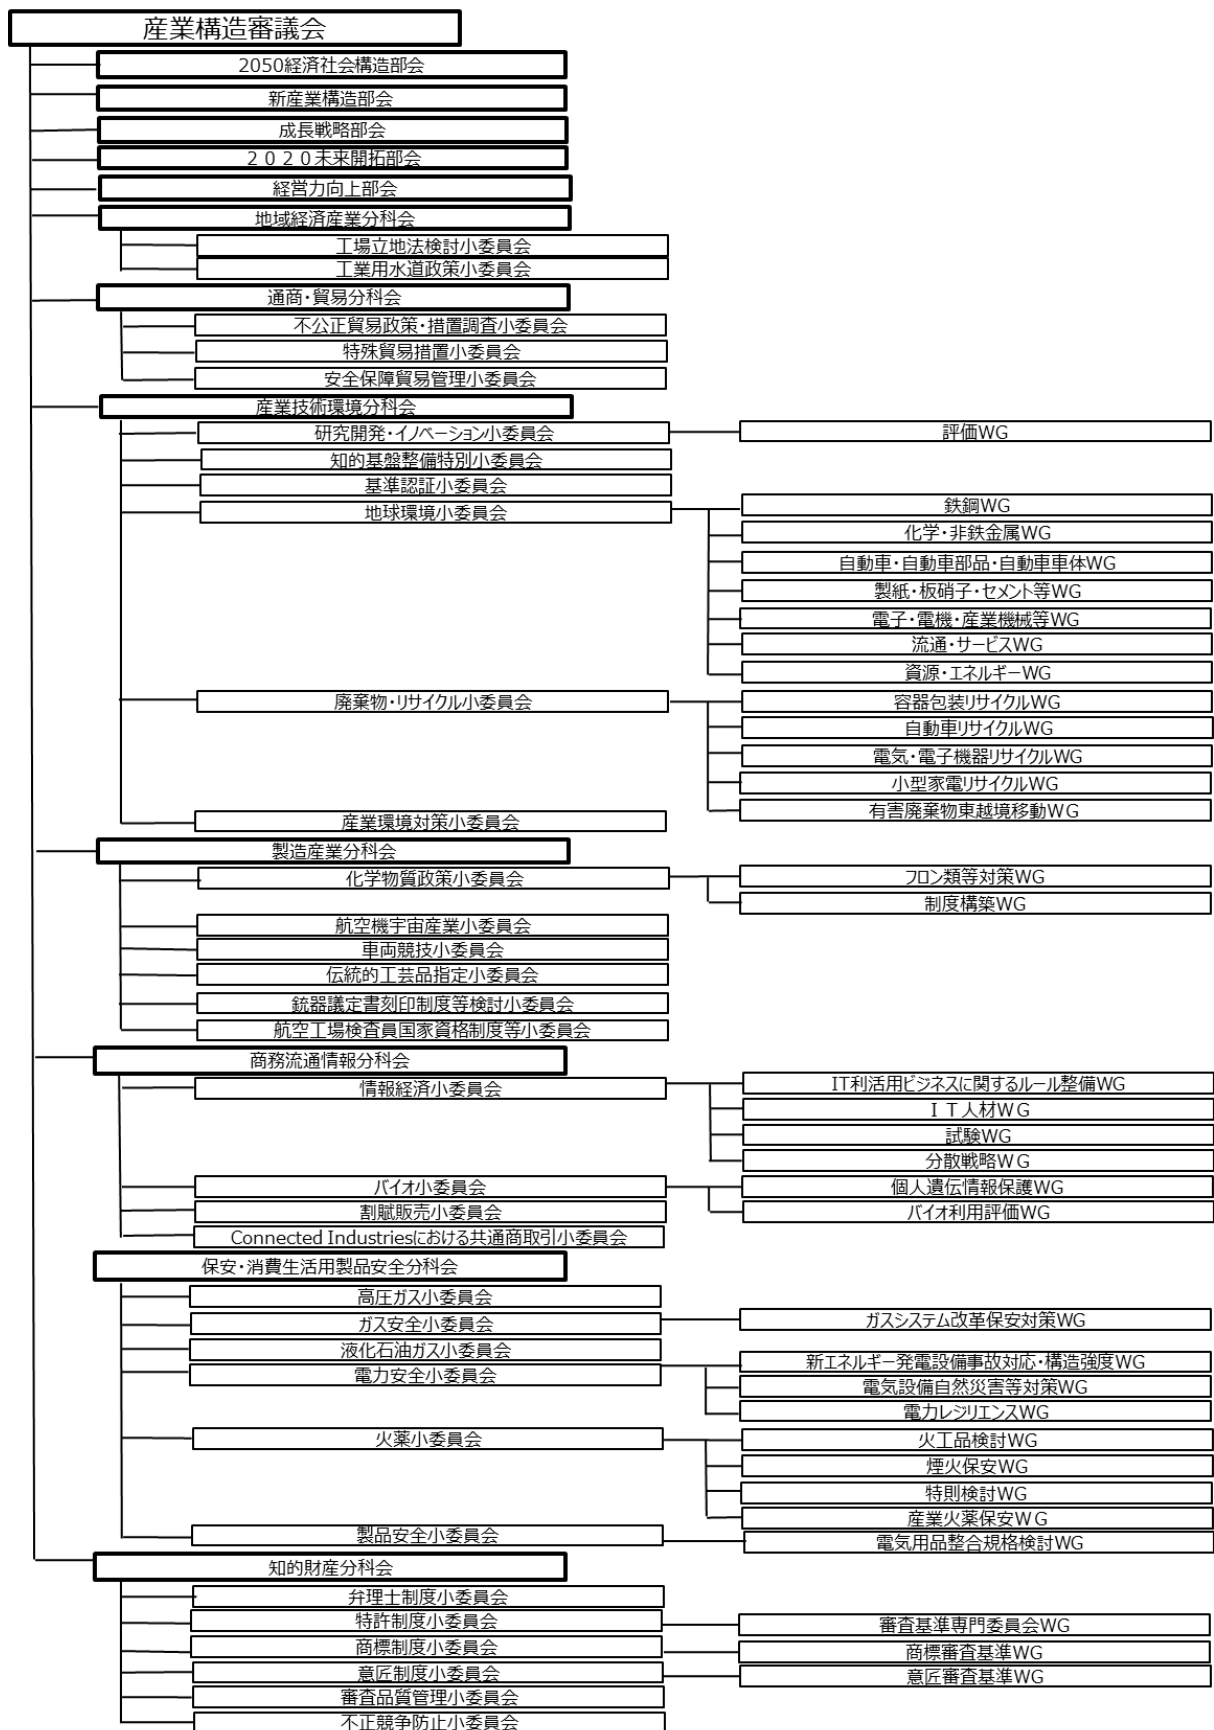 産業構造審議会
2050経済社会構造部会
新産業構造部会
成長戦略部会
２０２０未来開拓部会
経営力向上部会
地域経済産業分科会
工場立地法検討小委員会
工業用水道政策小委員会
通商・貿易分科会
不公正貿易政策・措置調査小委員会
特殊貿易措置小委員会
安全保障貿易管理小委員会
産業技術環境分科会
研究開発・イノベーション小委員会
評価WG
知的基盤整備特別小委員会
基準認証小委員会
地球環境小委員会
鉄鋼WG
化学・非鉄金属WG
自動車・自動車部品・自動車車体WG
製紙・板硝子・セメント等WG
電子・電機・産業機械等WG
流通・サービスWG
資源・エネルギーWG
廃棄物・リサイクル小委員会
容器包装リサイクルWG
自動車リサイクルWG
電気・電子機器リサイクルWG
小型家電リサイクルWG
有害廃棄物東越境移動WG
産業環境対策小委員会
製造産業分科会
化学物質政策小委員会
フロン類等対策WG
制度構築WG
航空機宇宙産業小委員会
車両競技小委員会
伝統的工芸品指定小委員会
銃器議定書刻印制度等検討小委員会
航空工場検査員国家資格制度等小委員会
商務流通情報分科会
情報経済小委員会
IT利活用ビジネスに関するルール整備WG
ＩＴ人材ＷＧ
試験WG
分散戦略ＷＧ
バイオ小委員会
個人遺伝情報保護WG
バイオ利用評価WG
割賦販売小委員会
Connected Industriesにおける共通商取引小委員会
保安・消費生活用製品安全分科会
高圧ガス小委員会
ガス安全小委員会
ガスシステム改革保安対策WG
液化石油ガス小委員会
電力安全小委員会
新エネルギー発電設備事故対応・構造強度WG
電気設備自然災害等対策WG
電力レジリエンスWG
火薬小委員会
火工品検討WG
煙火保安WG
特則検討WG
産業火薬保安ＷＧ
製品安全小委員会
電気用品整合規格検討WG
知的財産分科会
弁理士制度小委員会
特許制度小委員会
審査基準専門委員会WG
商標制度小委員会
商標審査基準WG
意匠制度小委員会
意匠審査基準WG
審査品質管理小委員会
不正競争防止小委員会